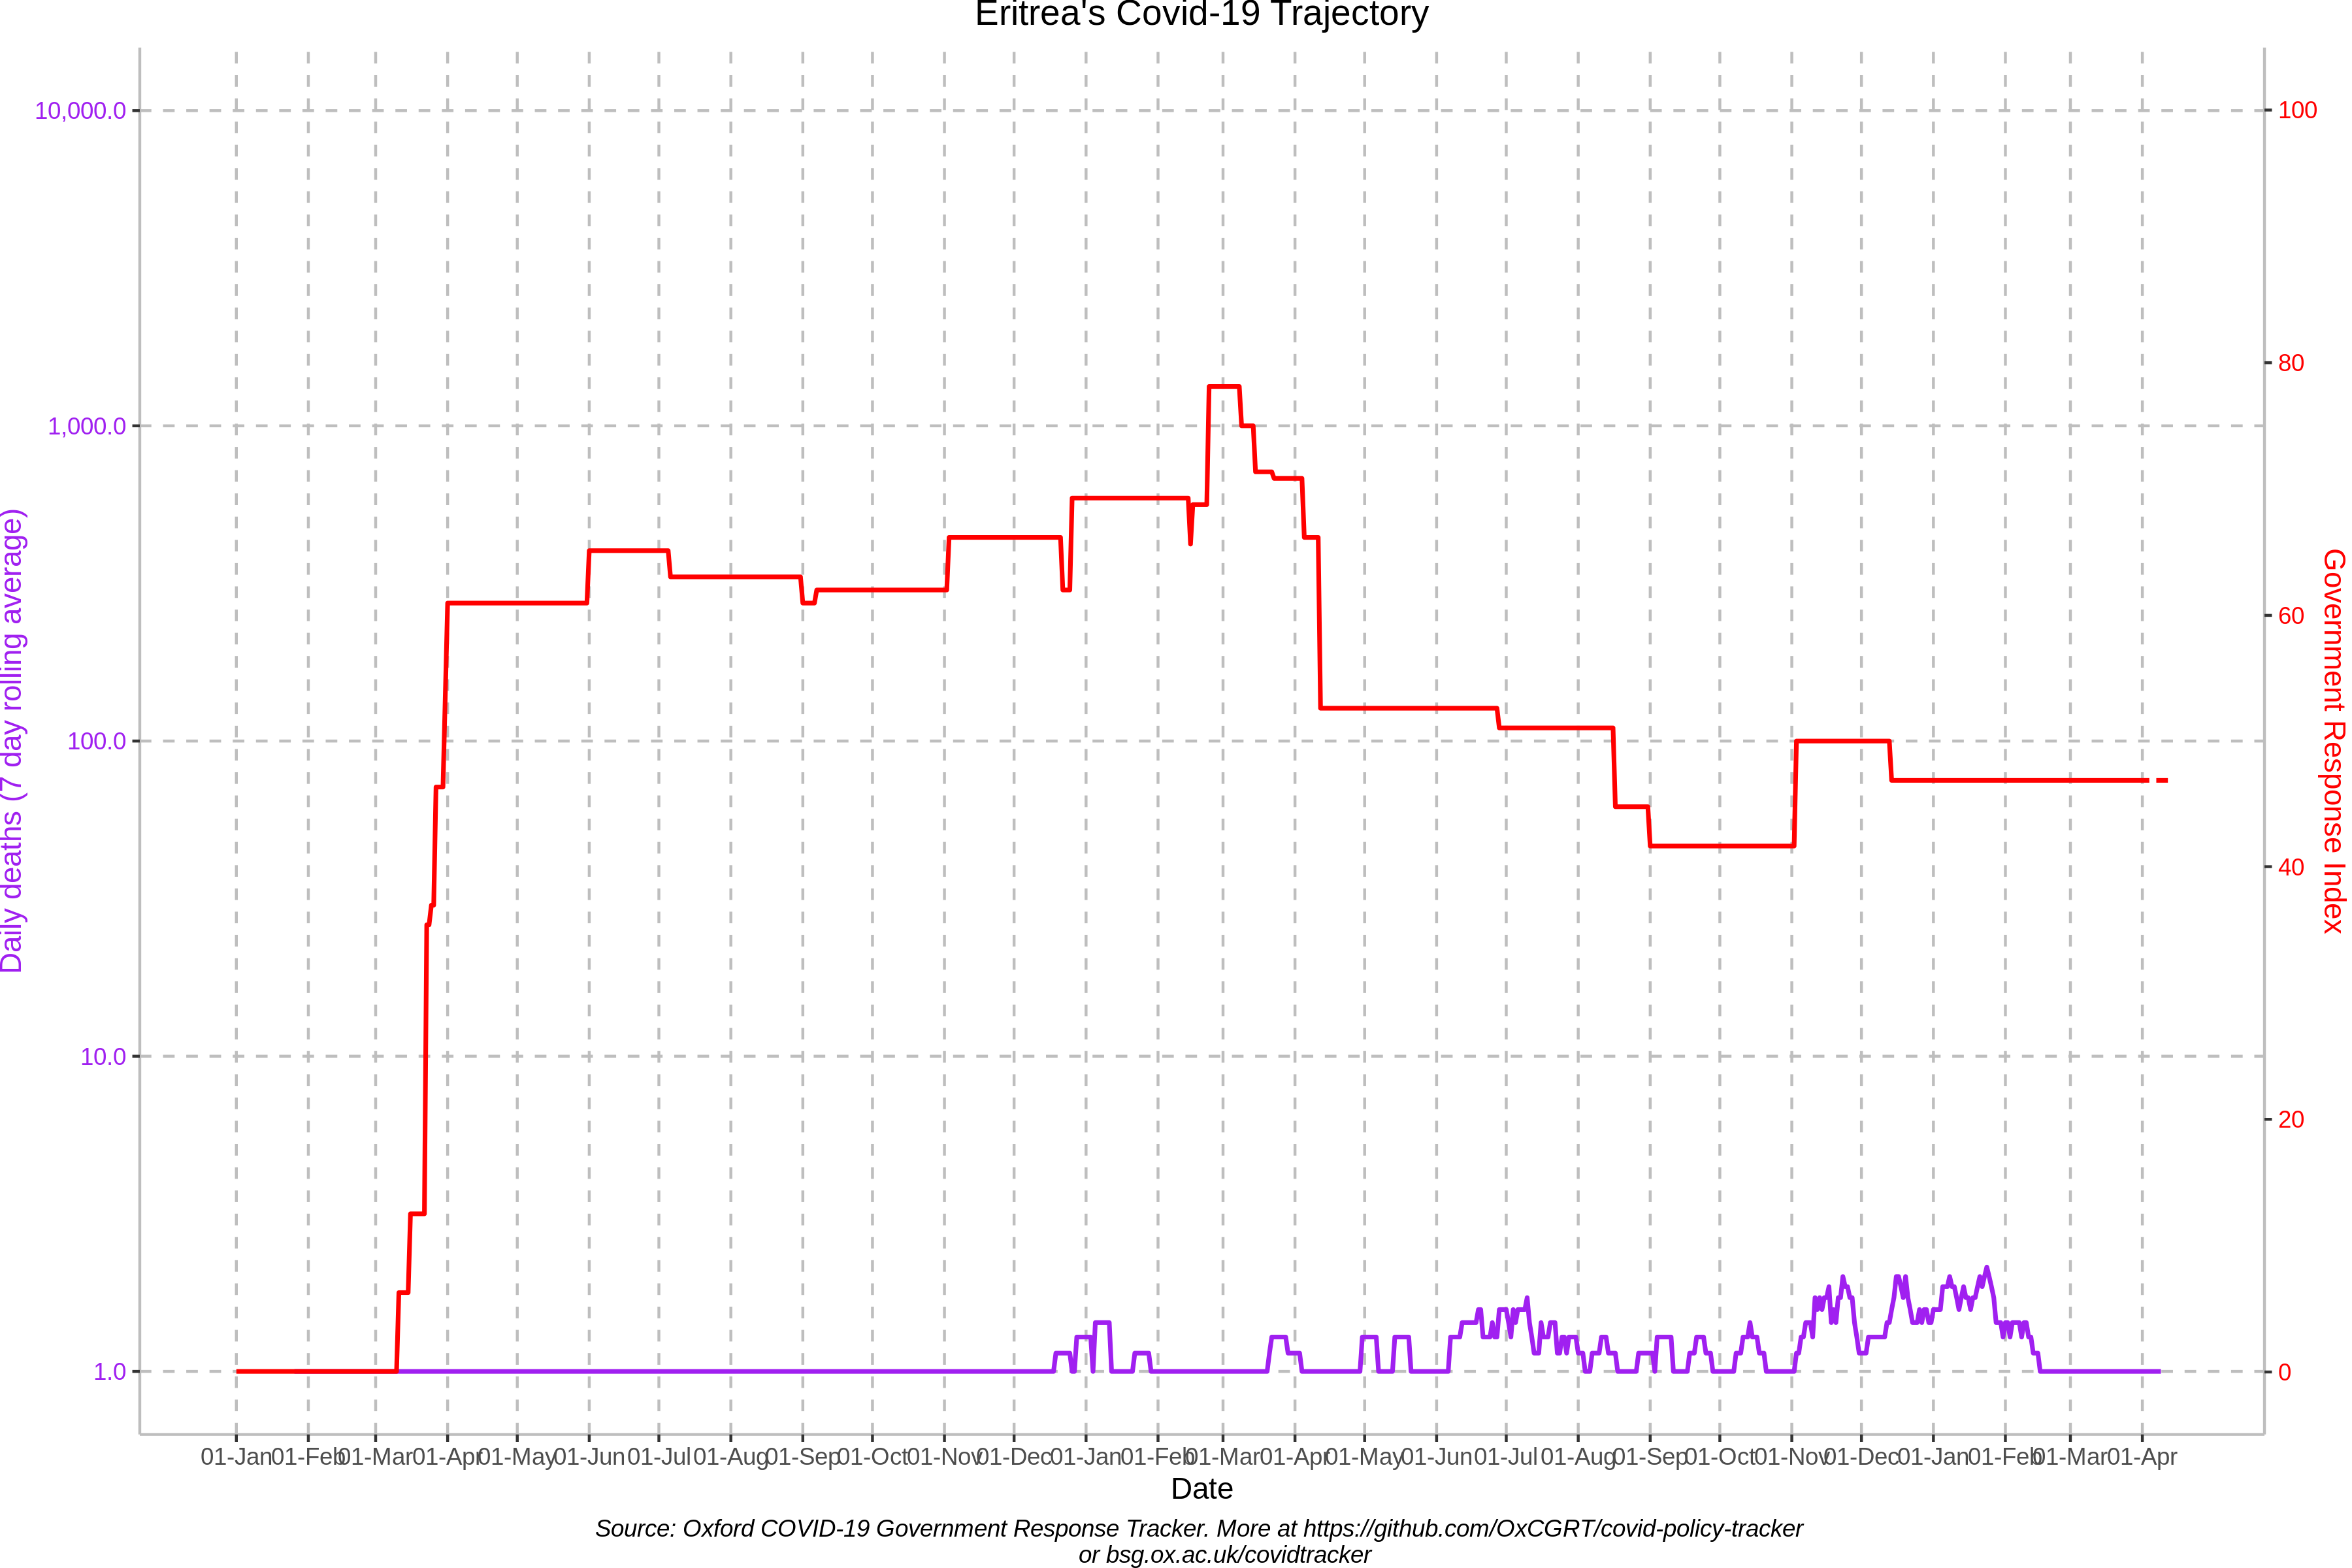 Eritrea's Covid-19 Trajectory
10,000.0
1,000.0
100.0
10.0
1.0
Daily deaths (7 day rolling average)
100
80
60
40
20
0
Government Response Index
01-Jan 01-Feb 01-Mar 01-Apr 01-May 01-Jun 01-Jul 01-Aug 01-Sep 01-Oct 01-Nov 01-Dec 01-Jan 01-Feb 01-Mar 01-Apr 01-May 01-Jun 01-Jul 01-Aug 01-Sep 01-Oct 01-Nov 01-Dec 01-Jan 01-Feb 01-Mar 01-Apr
Date
Source: Oxford COVID-19 Government Response Tracker. More at https://github.com/OxCGRT/covid-policy-tracker
or bsg.ox.ac.uk/covidtracker